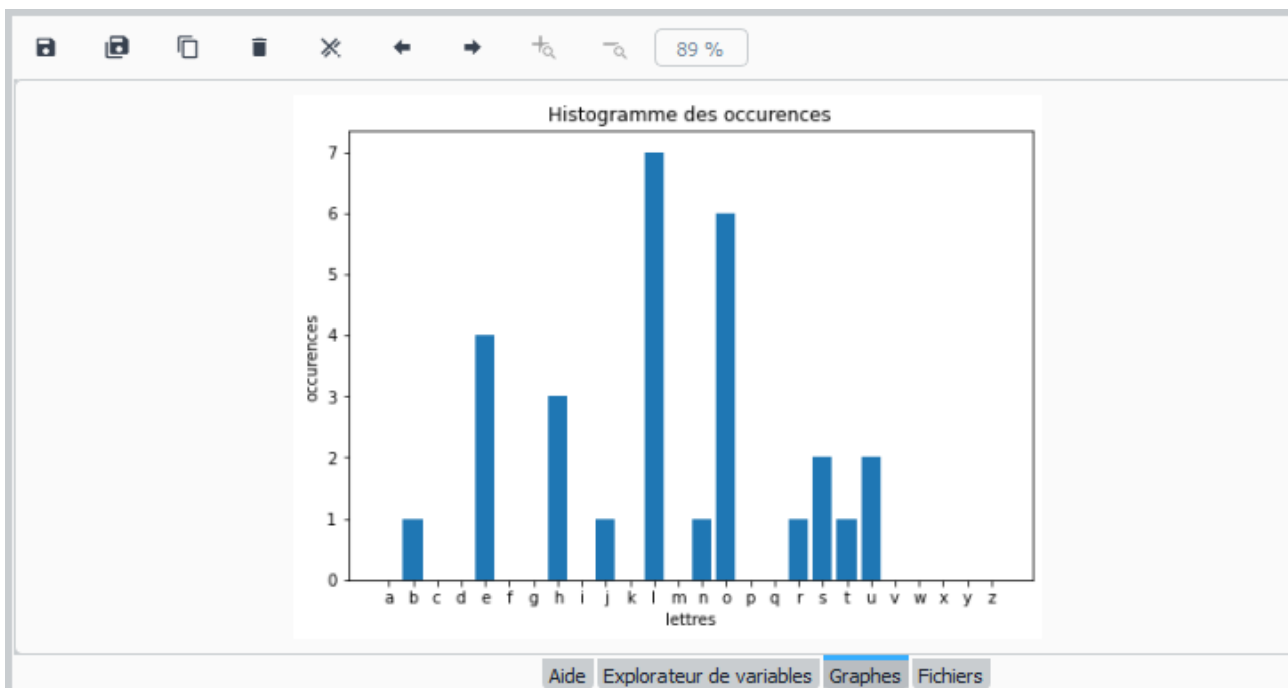 89 %
Histogramme des occurences
7
6
5
4
3
2
1
0
occurences
a b c d e f g h i j k l m n o p q r s t u v w x y z
lettres
Aide Explorateur de variables Graphes Fichiers